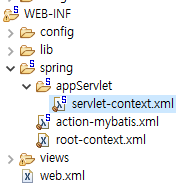 WEB-INF
config
lib
spring
appServlet
servlet-context.xml
action-mybatis.xml
root-context.xml
views
web.xml